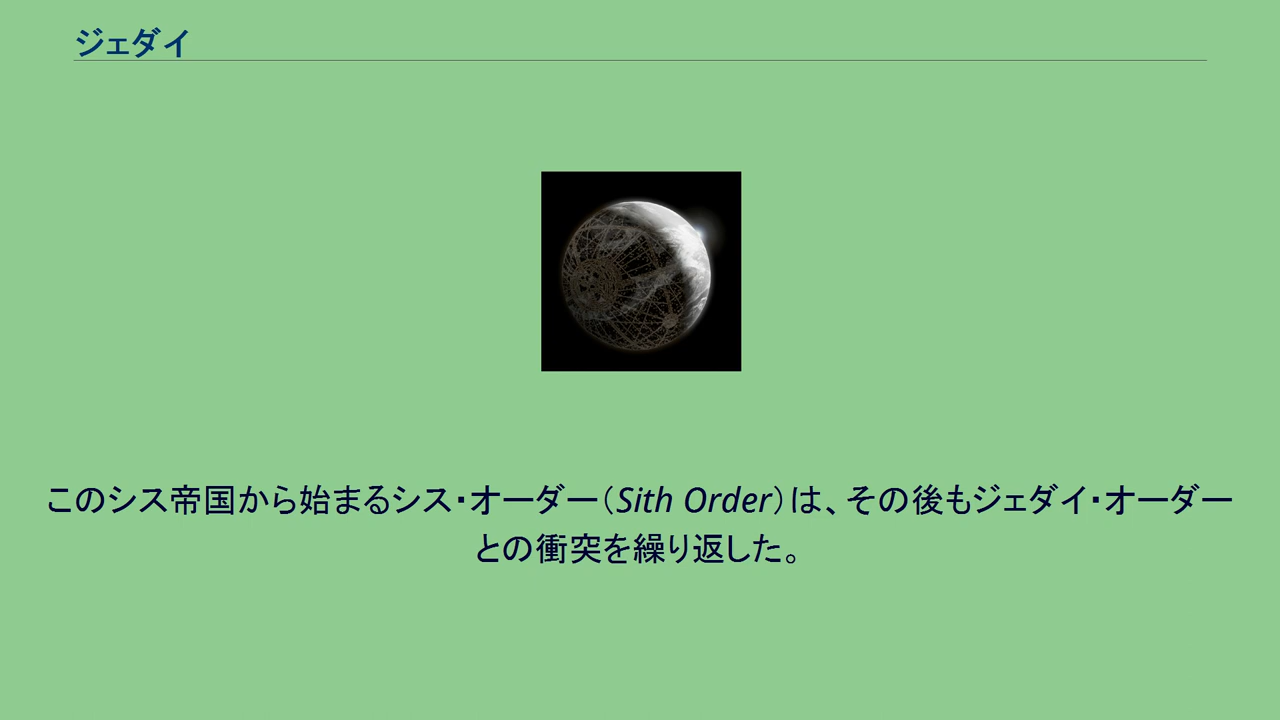 ジェダイ
このシス帝国から始まるシス・オーダー（Sith Order）は、その後もジェダイ・オーダー
との衝突を繰り返した。